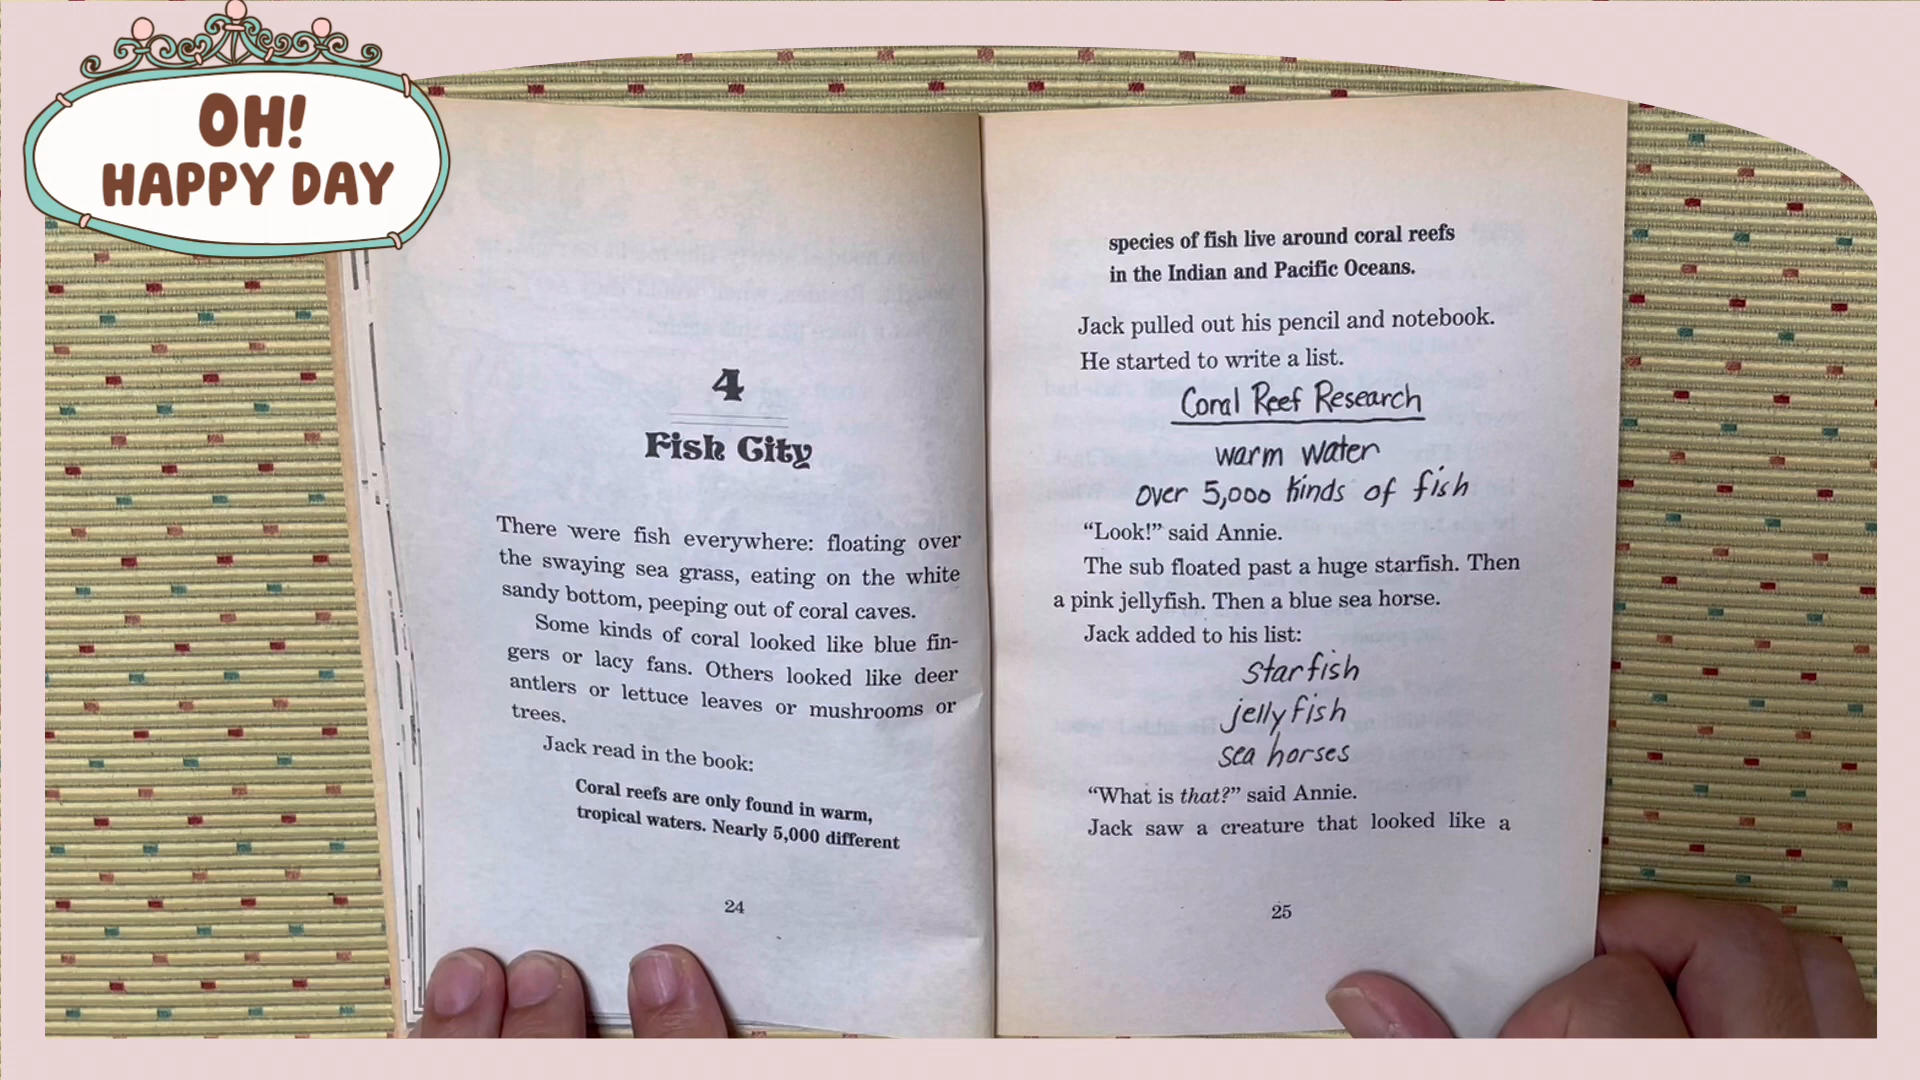 OH!
HAPPY DAY
4
Fish City
There were fish everywhere: floating over
the swaying sea grass, eating on the white
sandy bottom, peeping out of coral caves.
Some kinds of coral looked like blue fin-
gers or lacy fans. Others looked like deer
antlers or lettuce leaves or mushrooms or
trees.
Jack read in the book:
Coral reefs are only found in warm,
tropical waters. Nearly 5,000 different
24
species of fish live around coral reefs
in the Indian and Pacific Oceans.
Jack pulled out his pencil and notebook.
He started to write a list.
Coral Reef Research
warm water
over 5,000 kinds of fish
“Look!” said Annie.
The sub floated past a huge starfish. Then
a pink jellyfish. Then a blue sea horse.
Jack added to his list:
starfish
jellyfish
sea horses
“What is that?” said Annie.
Jack saw a creature that looked like a
25